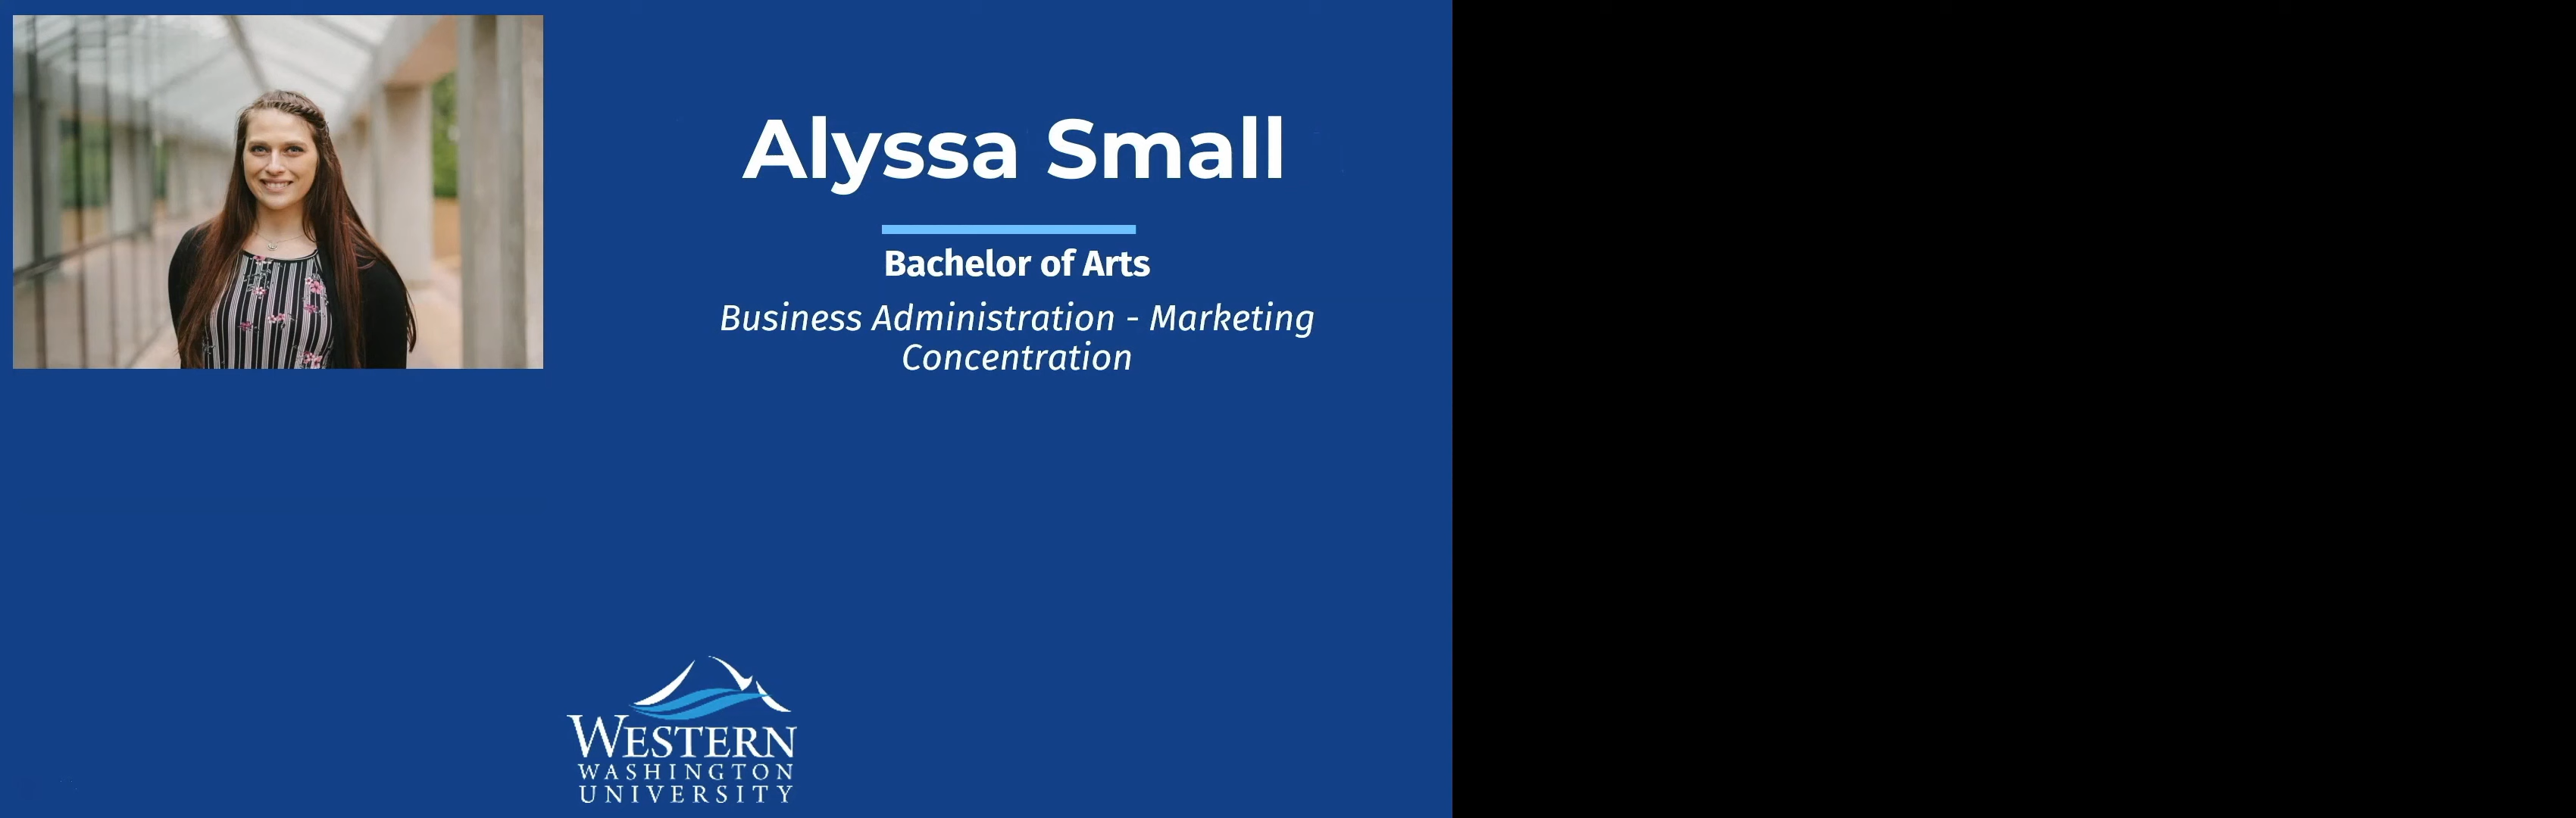 Alyssa Small
Bachelor of Arts
Business Administration - Marketing
Concentration
WESTERN
WASHINGTON
UNIVERSITY